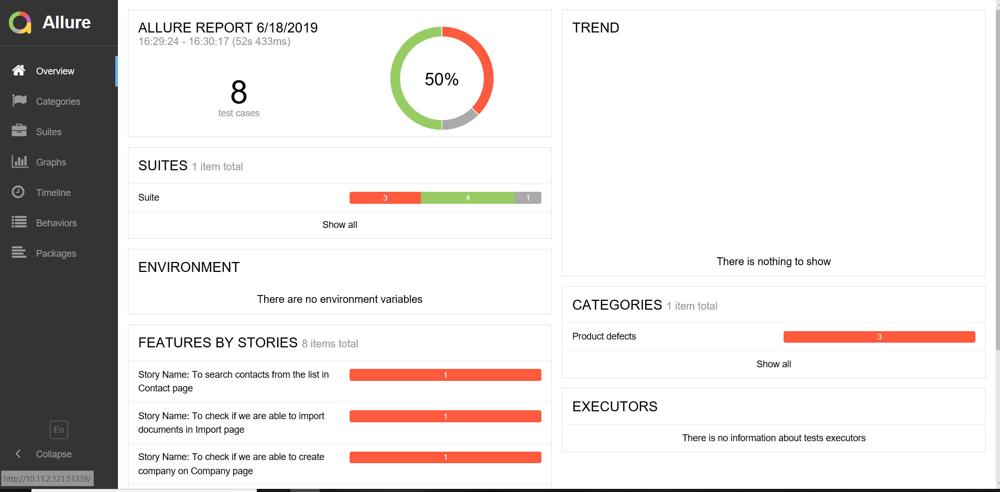 Allure
Overview
Categories
Suites
Graphs
Timeline
Behaviors
Packages
En
Collapse
http://10.11.2.121:51339/
ALLURE REPORT 6/18/2019
16:29:24 - 16:30:17 (52s 433ms)
8
test cases
50%
SUITES 1 item total
Suite 3 4 1
Show all
ENVIRONMENT
There are no environment variables
FEATURES BY STORIES 8 items total
Story Name: To search contacts from the list in 1
Contact page
Story Name: To check if we are able to import 1
documents in Import page
Story Name: To check if we are able to create 1
company on Company page
TREND
There is nothing to show
CATEGORIES 1 item total
Product defects 3
Show all
EXECUTORS
There is no information about tests executors